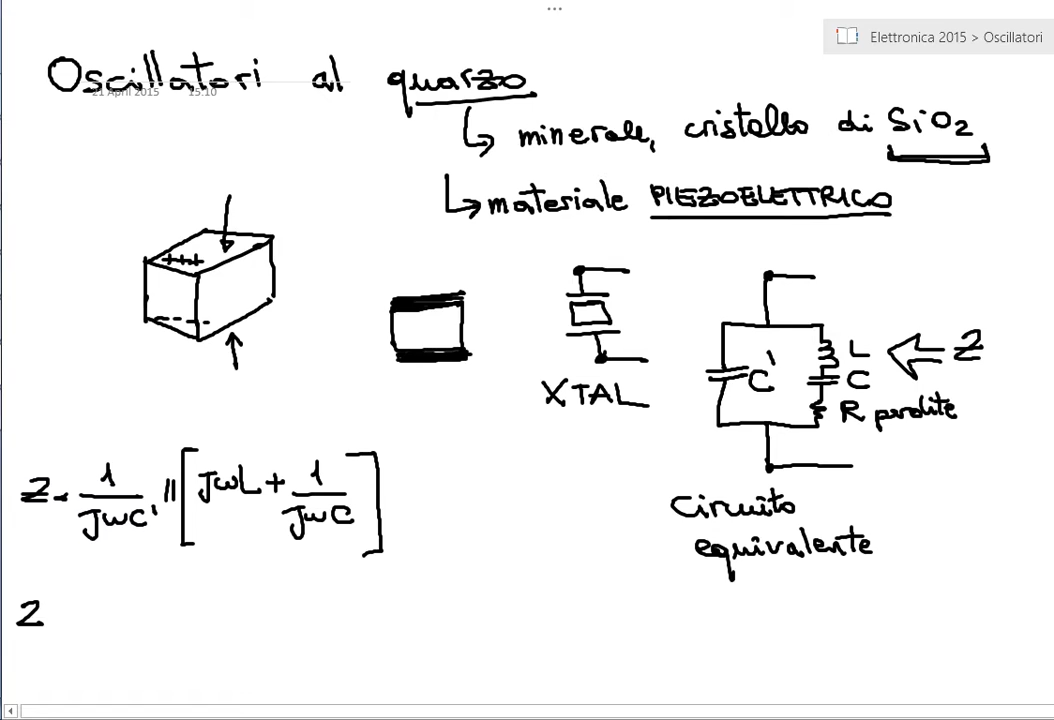 Elettronica 2015 > Oscillatori
Oscillatori al quarzo
21 April 2015 15:10
minerale, cristallo di SiO2
materiale PIEZOELETTRICO
+++
XTAL
C'
L
C
R perdite
Z
Z = 1/JωC' || [JωL + 1/JωC]
Circuito
equivalente
Z